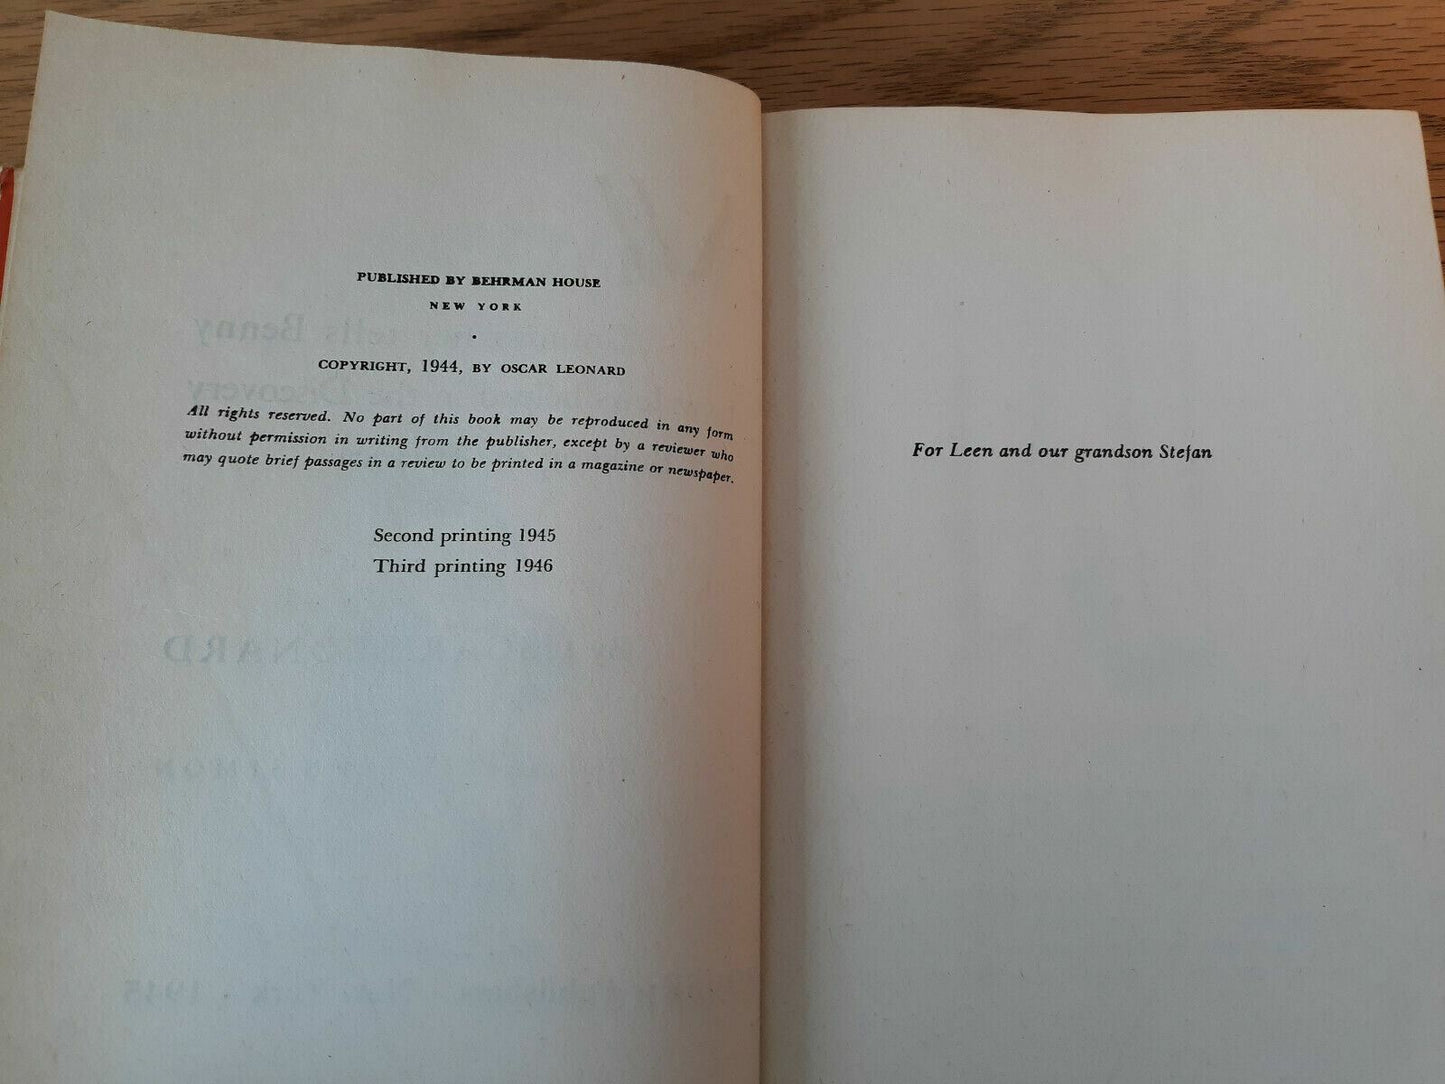 PUBLISHED BY BEHRMAN HOUSE
NEW YORK
·
COPYRIGHT, 1944, BY OSCAR LEONARD
All rights reserved. No part of this book may be reproduced in any form
without permission in writing from the publisher, except by a reviewer who
may quote brief passages in a review to be printed in a magazine or newspaper.
Second printing 1945
Third printing 1946
For Leen and our grandson Stefan